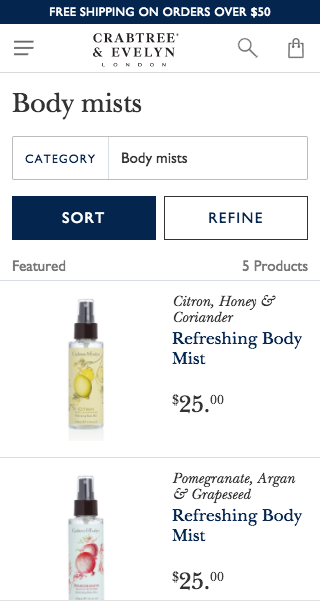 FREE SHIPPING ON ORDERS OVER $50
CRABTREE®
& EVELYN
LONDON
Body mists
CATEGORY Body mists
SORT REFINE
Featured 5 Products
Citron, Honey &
Coriander
Refreshing Body
Mist
$25.00
Pomegranate, Argan
& Grapeseed
Refreshing Body
Mist
$25.00